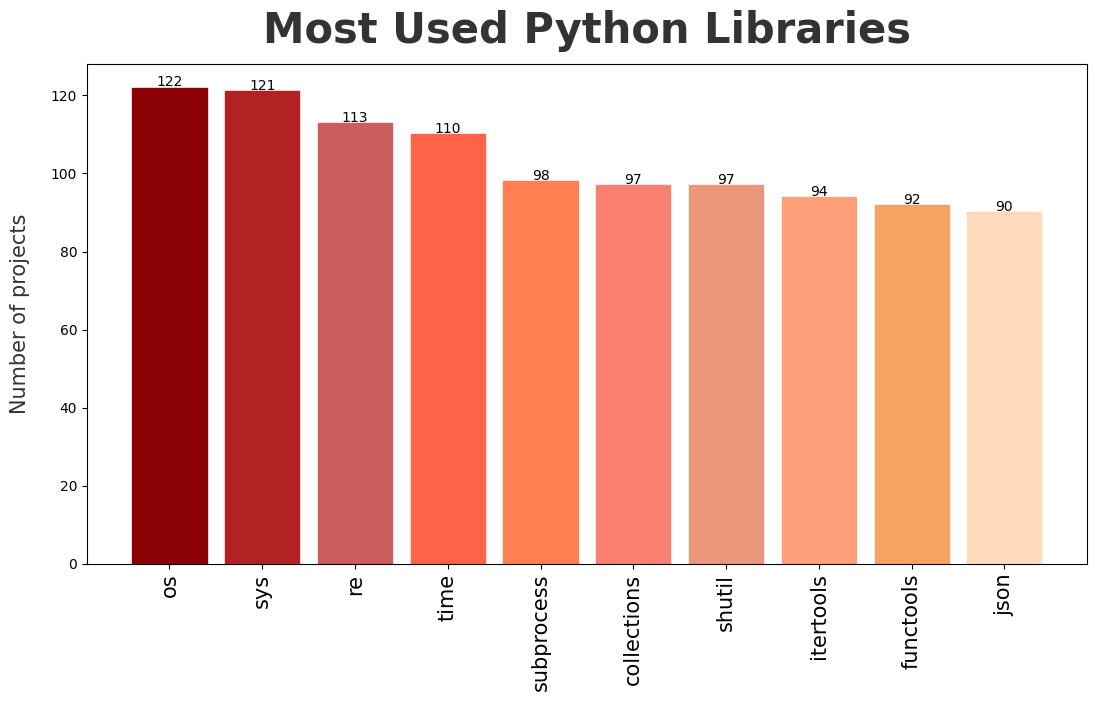 Most Used Python Libraries
Number of projects
120
100
80
60
40
20
0
122
121
113
110
98
97
97
94
92
90
os
sys
re
time
subprocess
collections
shutil
itertools
functools
json